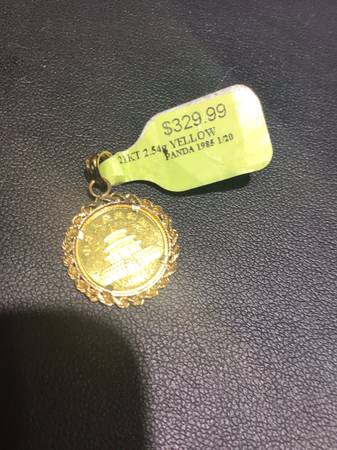 $329.99
21KT 2.54g YELLOW
PANDA 1985 1/20